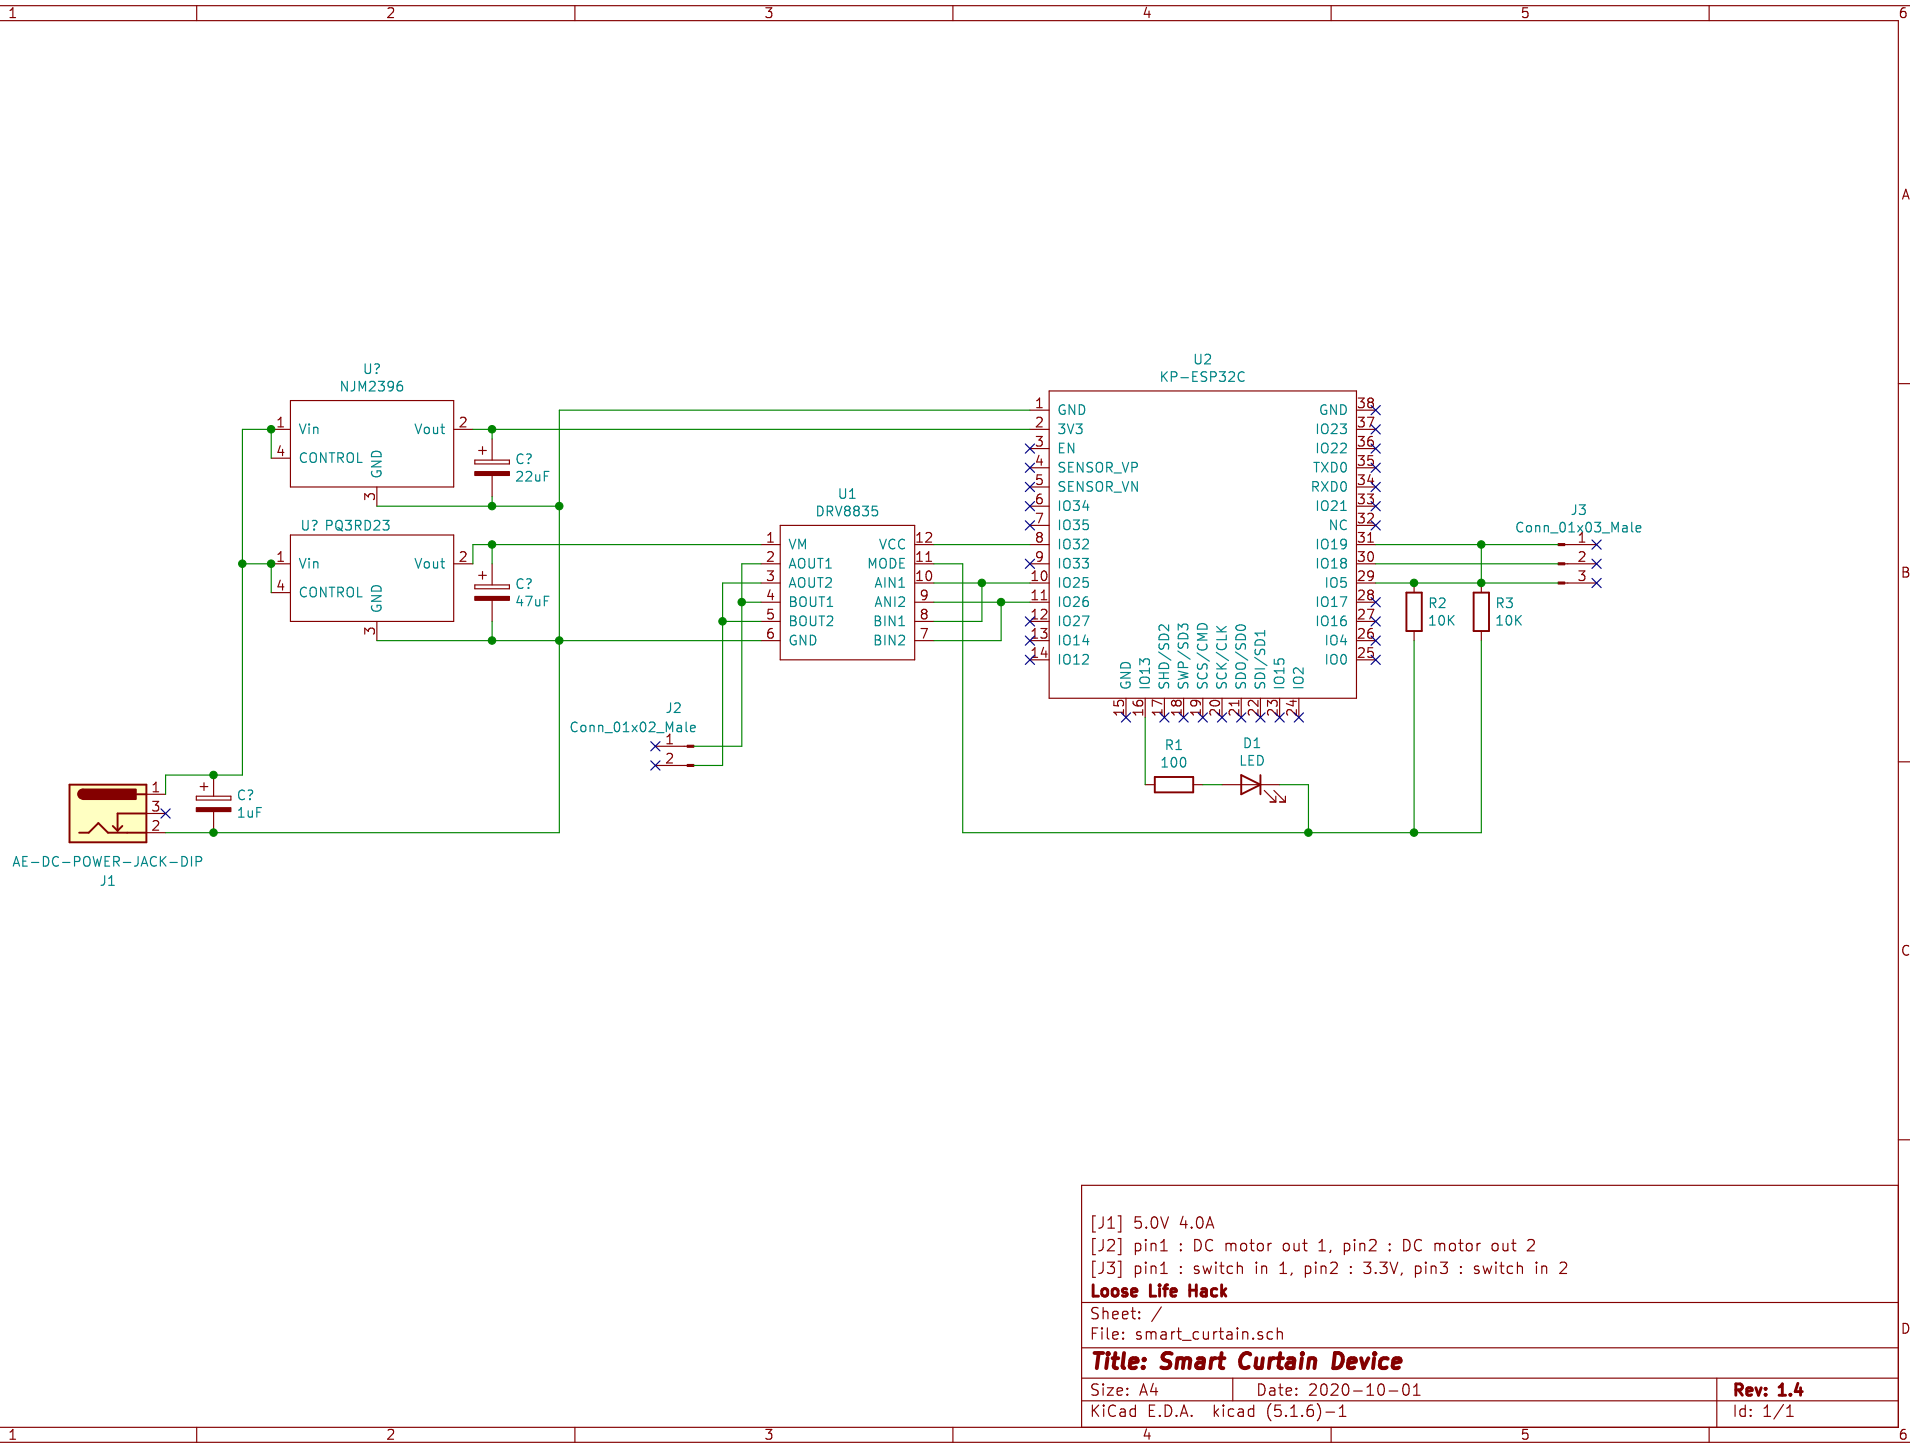 1 2 3 4 5 6
A
B
C
D
U?
NJM2396
1 Vin
Vout 2
4 CONTROL
GND
3
+
C?
22uF
U? PQ3RD23
1 Vin
Vout 2
4 CONTROL
GND
3
+
C?
47uF
U1
DRV8835
1 VM
2 AOUT1
3 AOUT2
4 BOUT1
5 BOUT2
6 GND
VCC 12
MODE 11
AIN1 10
ANI2 9
BIN1 8
BIN2 7
U2
KP-ESP32C
1 GND
2 3V3
3 EN
4 SENSOR_VP
5 SENSOR_VN
6 IO34
7 IO35
8 IO32
9 IO33
10 IO25
11 IO26
12 IO27
13 IO14
14 IO12
GND 15
IO13 16
SHD/SD2 17
SWP/SD3 18
SCS/CMD 19
SCK/CLK 20
SDO/SD0 21
SDI/SD1 22
IO15 23
IO2 24
GND 38
IO23 37
IO22 36
TXD0 35
RXD0 34
IO21 33
NC 32
IO19 31
IO18 30
IO5 29
IO17 28
IO16 27
IO4 26
IO0 25
J3
Conn_01x03_Male
1
2
3
R2
10K
R3
10K
J2
Conn_01x02_Male
1
2
R1
100
D1
LED
1
3
2
+
C?
1uF
AE-DC-POWER-JACK-DIP
J1
[J1] 5.0V 4.0A
[J2] pin1 : DC motor out 1, pin2 : DC motor out 2
[J3] pin1 : switch in 1, pin2 : 3.3V, pin3 : switch in 2
Loose Life Hack
Sheet: /
File: smart_curtain.sch
Title: Smart Curtain Device
Size: A4 Date: 2020-10-01 Rev: 1.4
KiCad E.D.A. kicad (5.1.6)-1 Id: 1/1
1 2 3 4 5 6